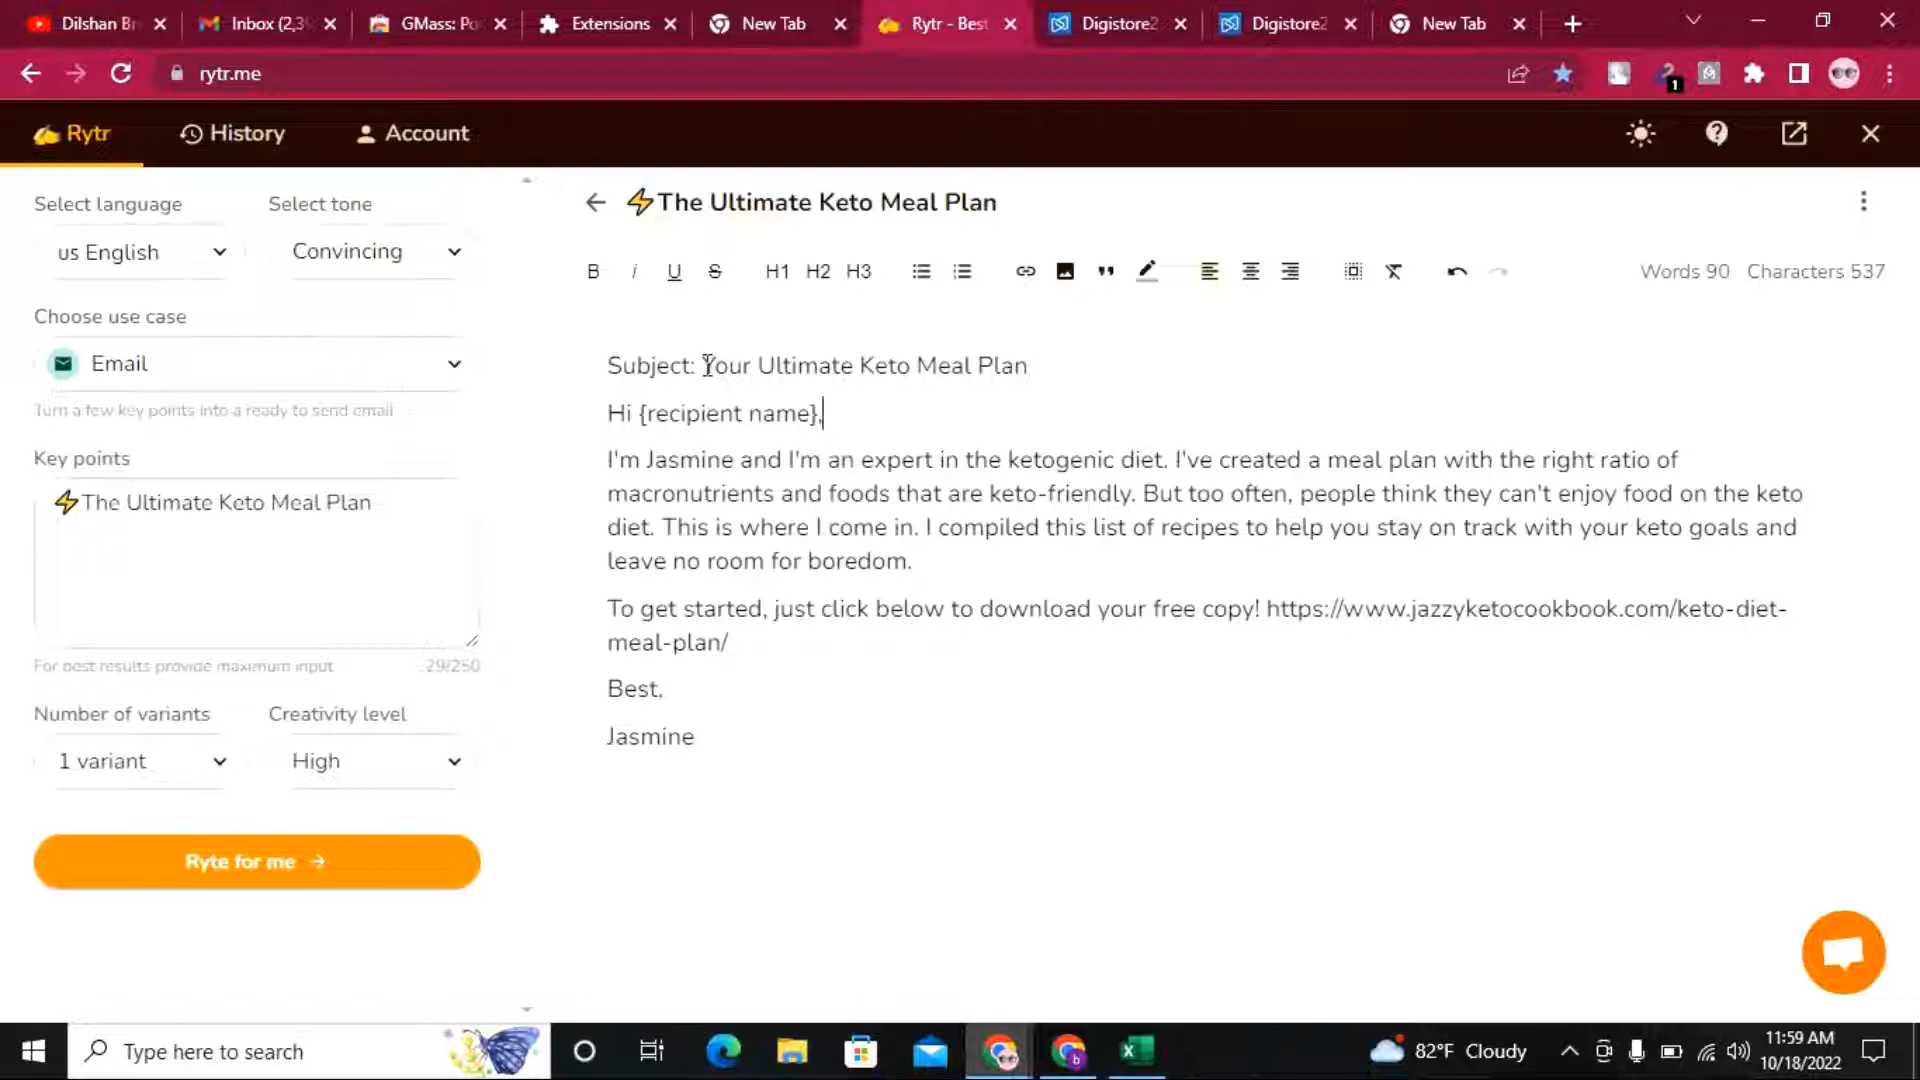 Dilshan Br
Inbox (2,39
GMass: Po
Extensions
New Tab
Rytr - Best
Digistore2
Digistore2
New Tab
rytr.me
1
Rytr
History
Account
Select language
Select tone
us English
Convincing
Choose use case
Email
Turn a few key points into a ready to send email
Key points
⚡The Ultimate Keto Meal Plan
For best results provide maximum input
29/250
Number of variants
Creativity level
1 variant
High
Ryte for me →
⚡The Ultimate Keto Meal Plan
B i U S H1 H2 H3
Words 90 Characters 537
Subject: Your Ultimate Keto Meal Plan
Hi {recipient name},
I'm Jasmine and I'm an expert in the ketogenic diet. I've created a meal plan with the right ratio of
macronutrients and foods that are keto-friendly. But too often, people think they can't enjoy food on the keto
diet. This is where I come in. I compiled this list of recipes to help you stay on track with your keto goals and
leave no room for boredom.
To get started, just click below to download your free copy! https://www.jazzyketocookbook.com/keto-diet-
meal-plan/
Best,
Jasmine
Type here to search
82°F Cloudy
11:59 AM
10/18/2022